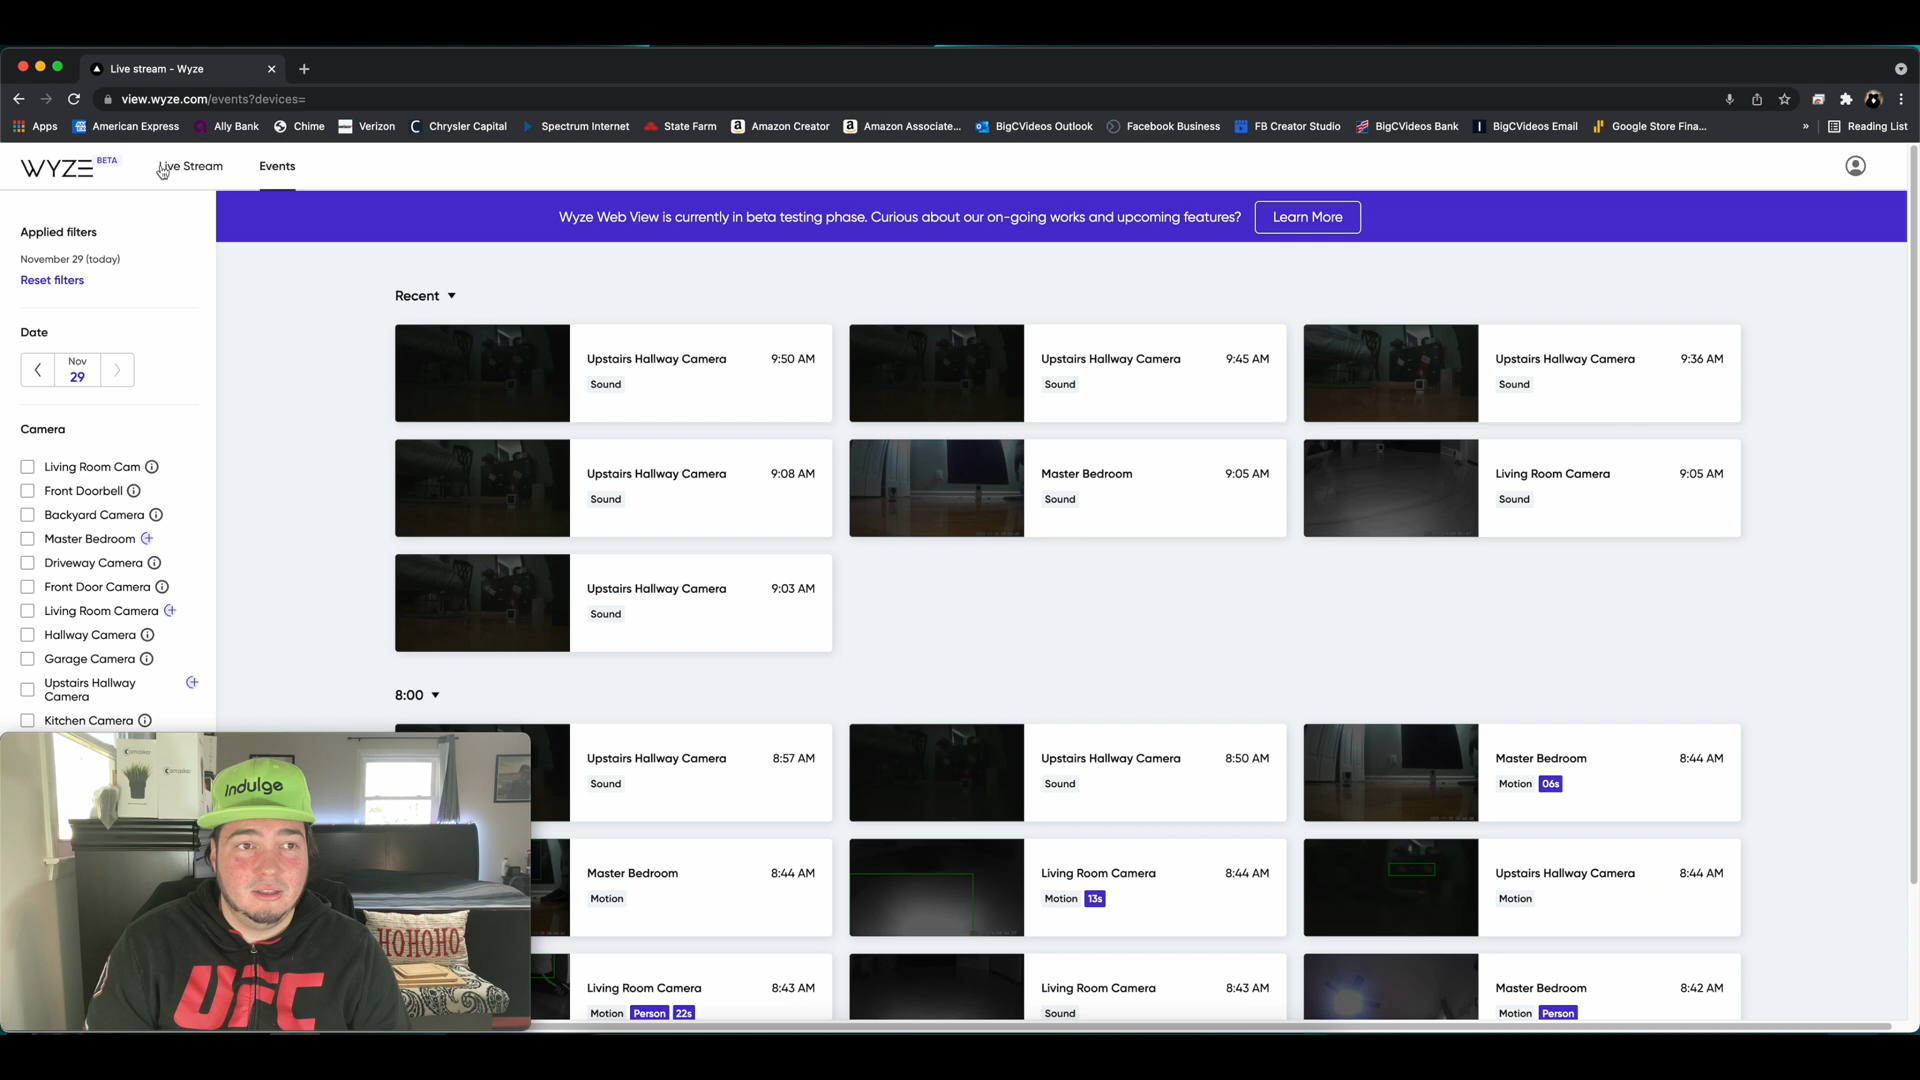 Live stream - Wyze
view.wyze.com/events?devices=
Apps American Express Ally Bank Chime Verizon Chrysler Capital Spectrum Internet State Farm Amazon Creator Amazon Associate... BigCVideos Outlook Facebook Business FB Creator Studio BigCVideos Bank BigCVideos Email Google Store Fina... » Reading List
WYZE BETA Live Stream Events
Wyze Web View is currently in beta testing phase. Curious about our on-going works and upcoming features? Learn More
Applied filters
November 29 (today)
Reset filters
Date
Nov
29
Camera
Living Room Cam
Front Doorbell
Backyard Camera
Master Bedroom
Driveway Camera
Front Door Camera
Living Room Camera
Hallway Camera
Garage Camera
Upstairs Hallway
Camera
Kitchen Camera
Recent
Upstairs Hallway Camera 9:50 AM
Sound
Upstairs Hallway Camera 9:45 AM
Sound
Upstairs Hallway Camera 9:36 AM
Sound
Upstairs Hallway Camera 9:08 AM
Sound
Master Bedroom 9:05 AM
Sound
Living Room Camera 9:05 AM
Sound
Upstairs Hallway Camera 9:03 AM
Sound
8:00
Upstairs Hallway Camera 8:57 AM
Sound
Upstairs Hallway Camera 8:50 AM
Sound
Master Bedroom 8:44 AM
Motion 06s
Master Bedroom 8:44 AM
Motion
Living Room Camera 8:44 AM
Motion 13s
Upstairs Hallway Camera 8:44 AM
Motion
Living Room Camera 8:43 AM
Motion Person 22s
Living Room Camera 8:43 AM
Sound
Master Bedroom 8:42 AM
Motion Person
Indulge
HOHOHO
UFC